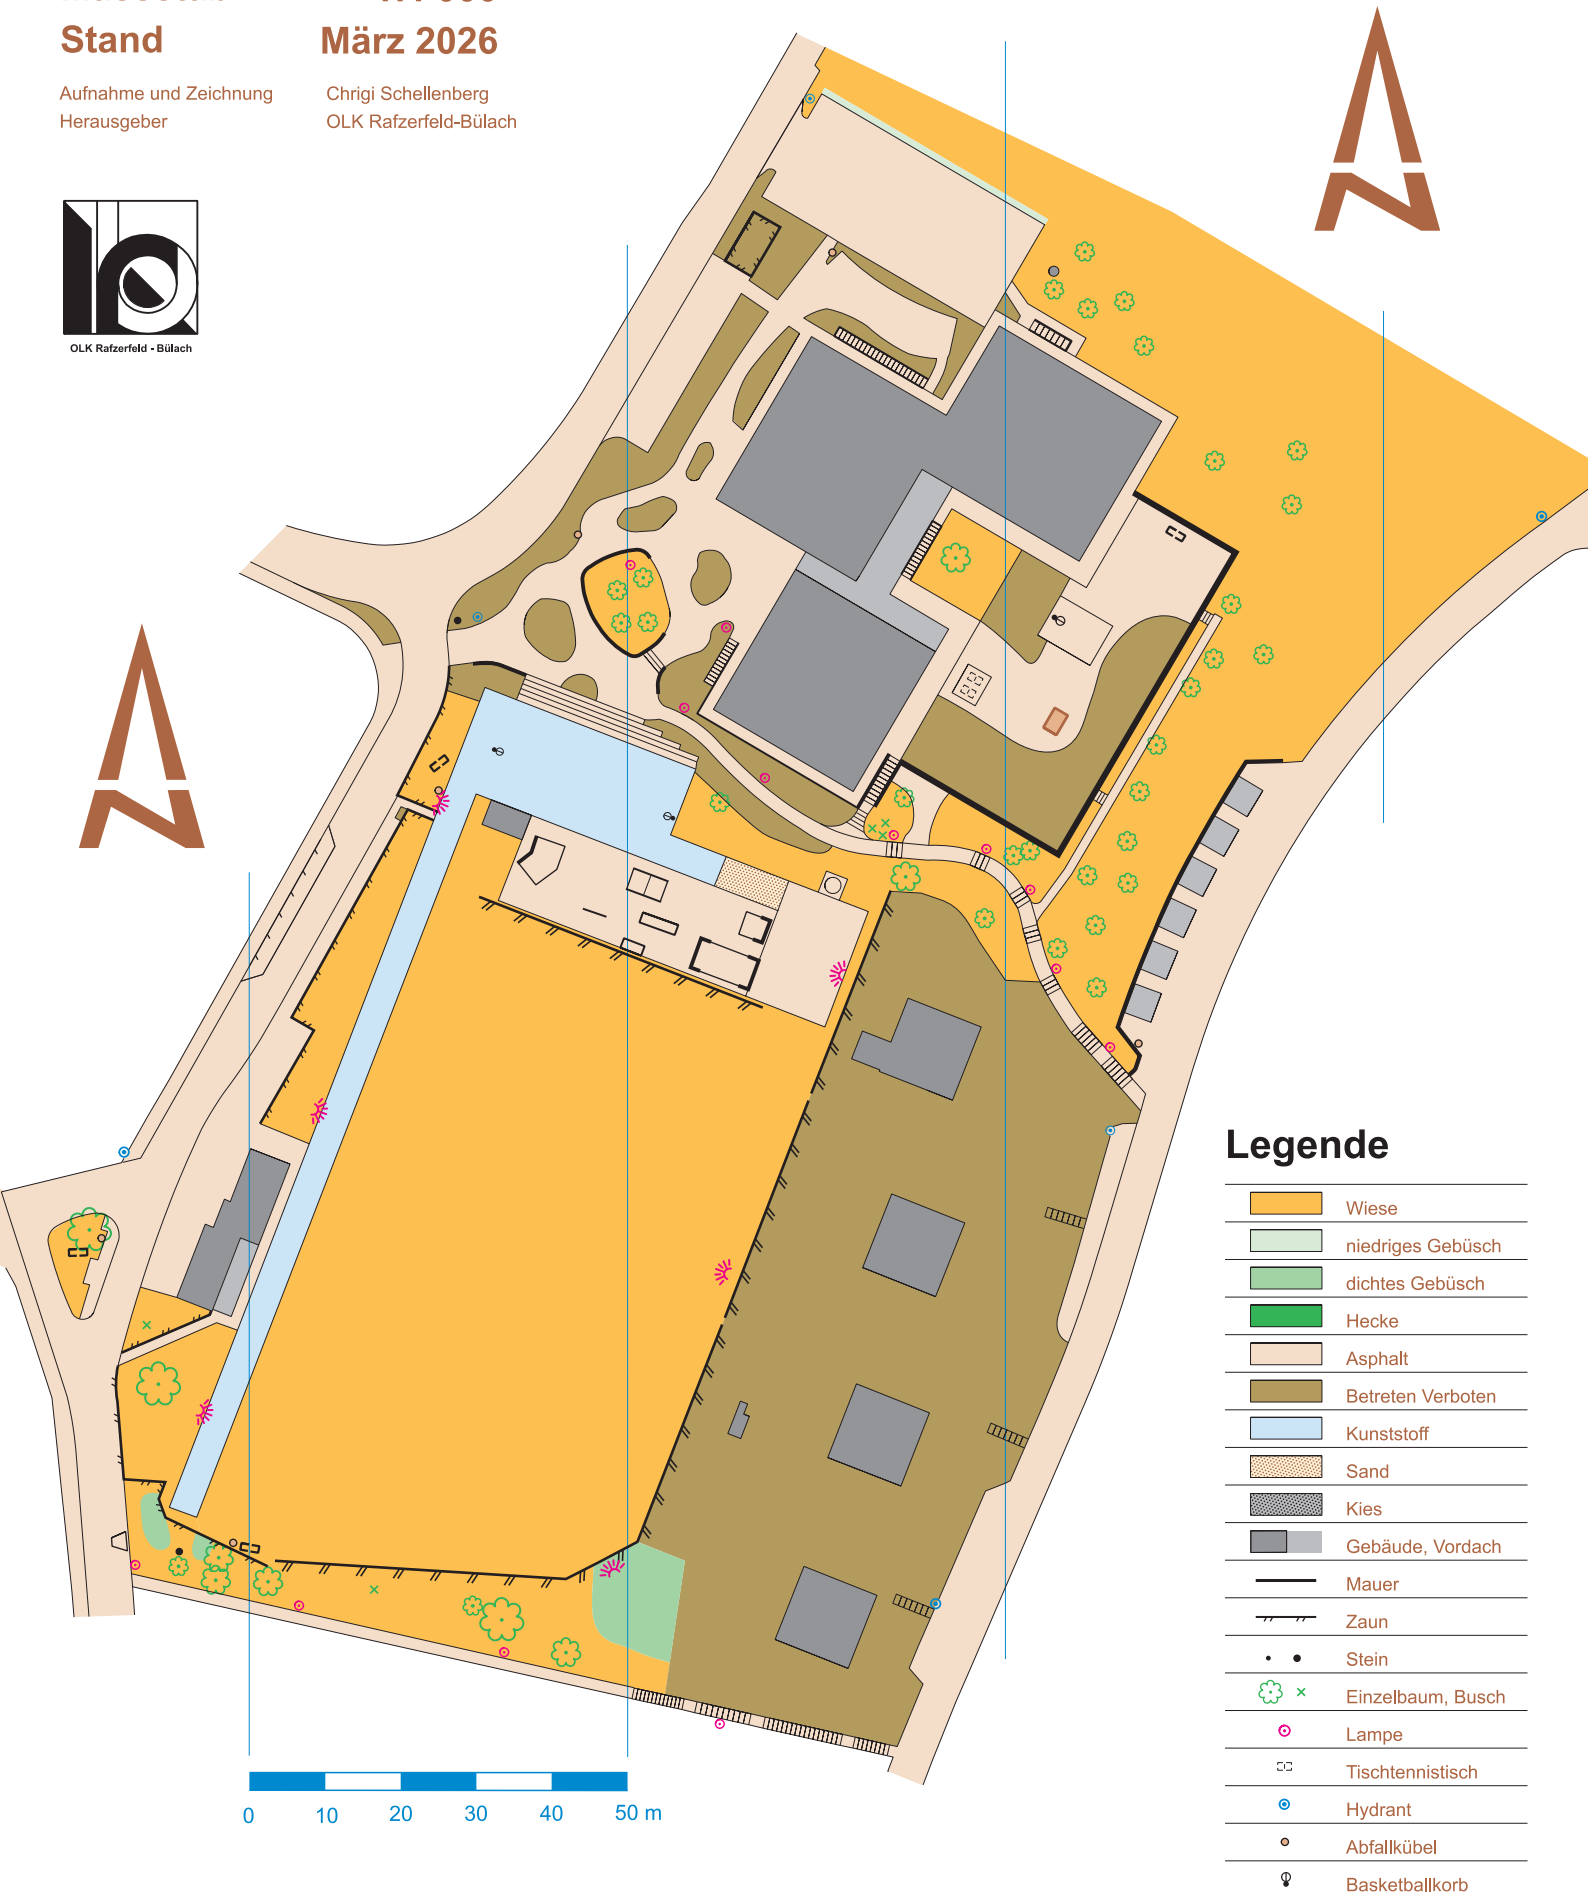 Stand März 2026
Aufnahme und Zeichnung Chrigi Schellenberg
Herausgeber OLK Rafzerfeld-Bülach
OLK Rafzerfeld - Bülach
Legende
Wiese
niedriges Gebüsch
dichtes Gebüsch
Hecke
Asphalt
Betreten Verboten
Kunststoff
Sand
Kies
Gebäude, Vordach
Mauer
Zaun
Stein
Einzelbaum, Busch
Lampe
Tischtennistisch
Hydrant
Abfallkübel
Basketballkorb
0 10 20 30 40 50 m